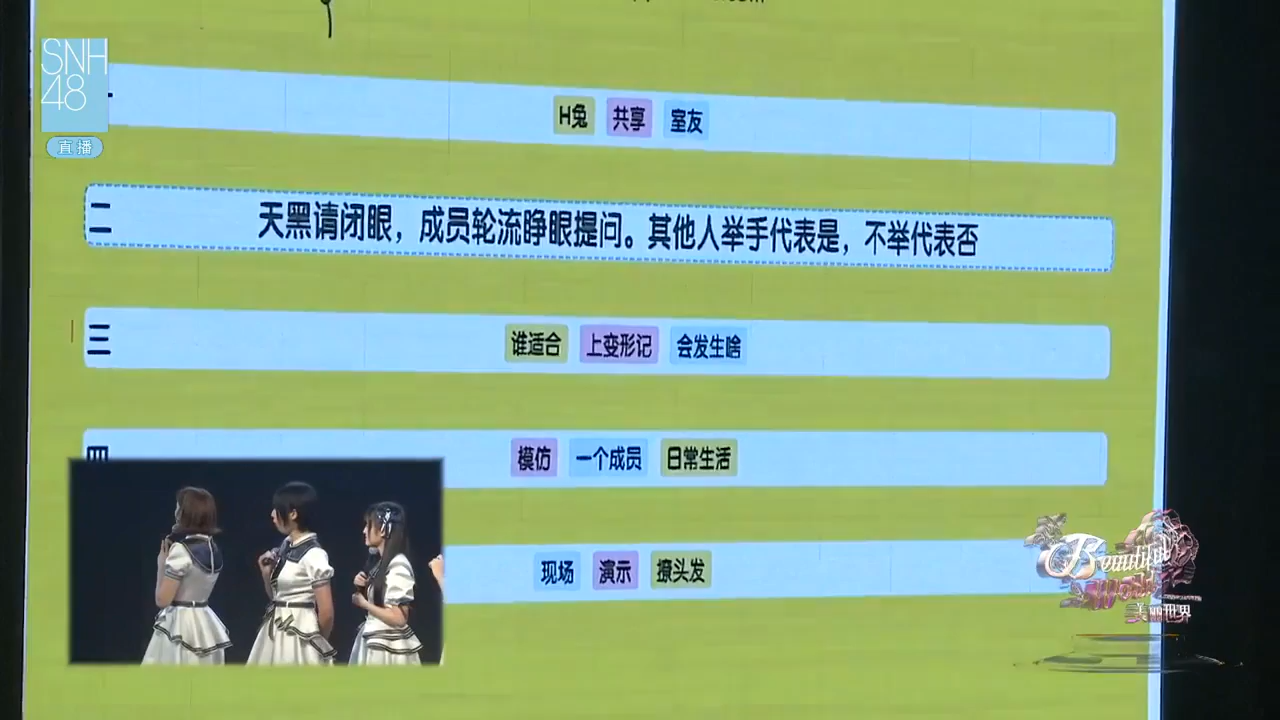 SNH
48
直播
H兔 共享 室友
二 天黑请闭眼，成员轮流睁眼提问。其他人举手代表是，不举代表否
三 谁适合 上变形记 会发生啥
四 模仿 一个成员 日常生活
现场 演示 撩头发
Beautiful
World
美丽世界